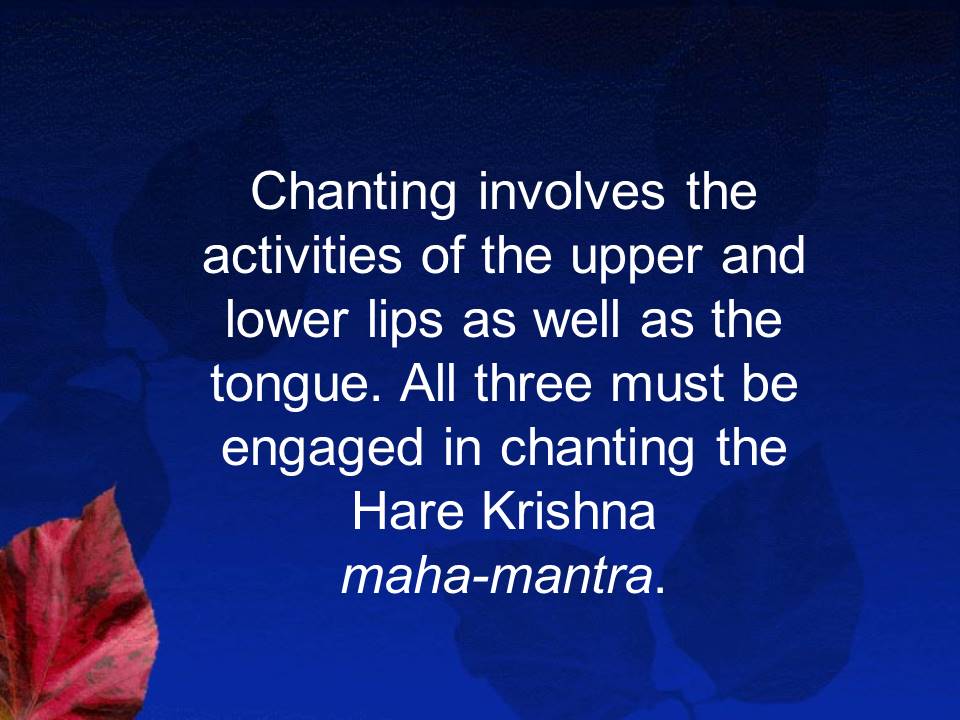 Chanting involves the
activities of the upper and
lower lips as well as the
tongue. All three must be
engaged in chanting the
Hare Krishna
maha-mantra.